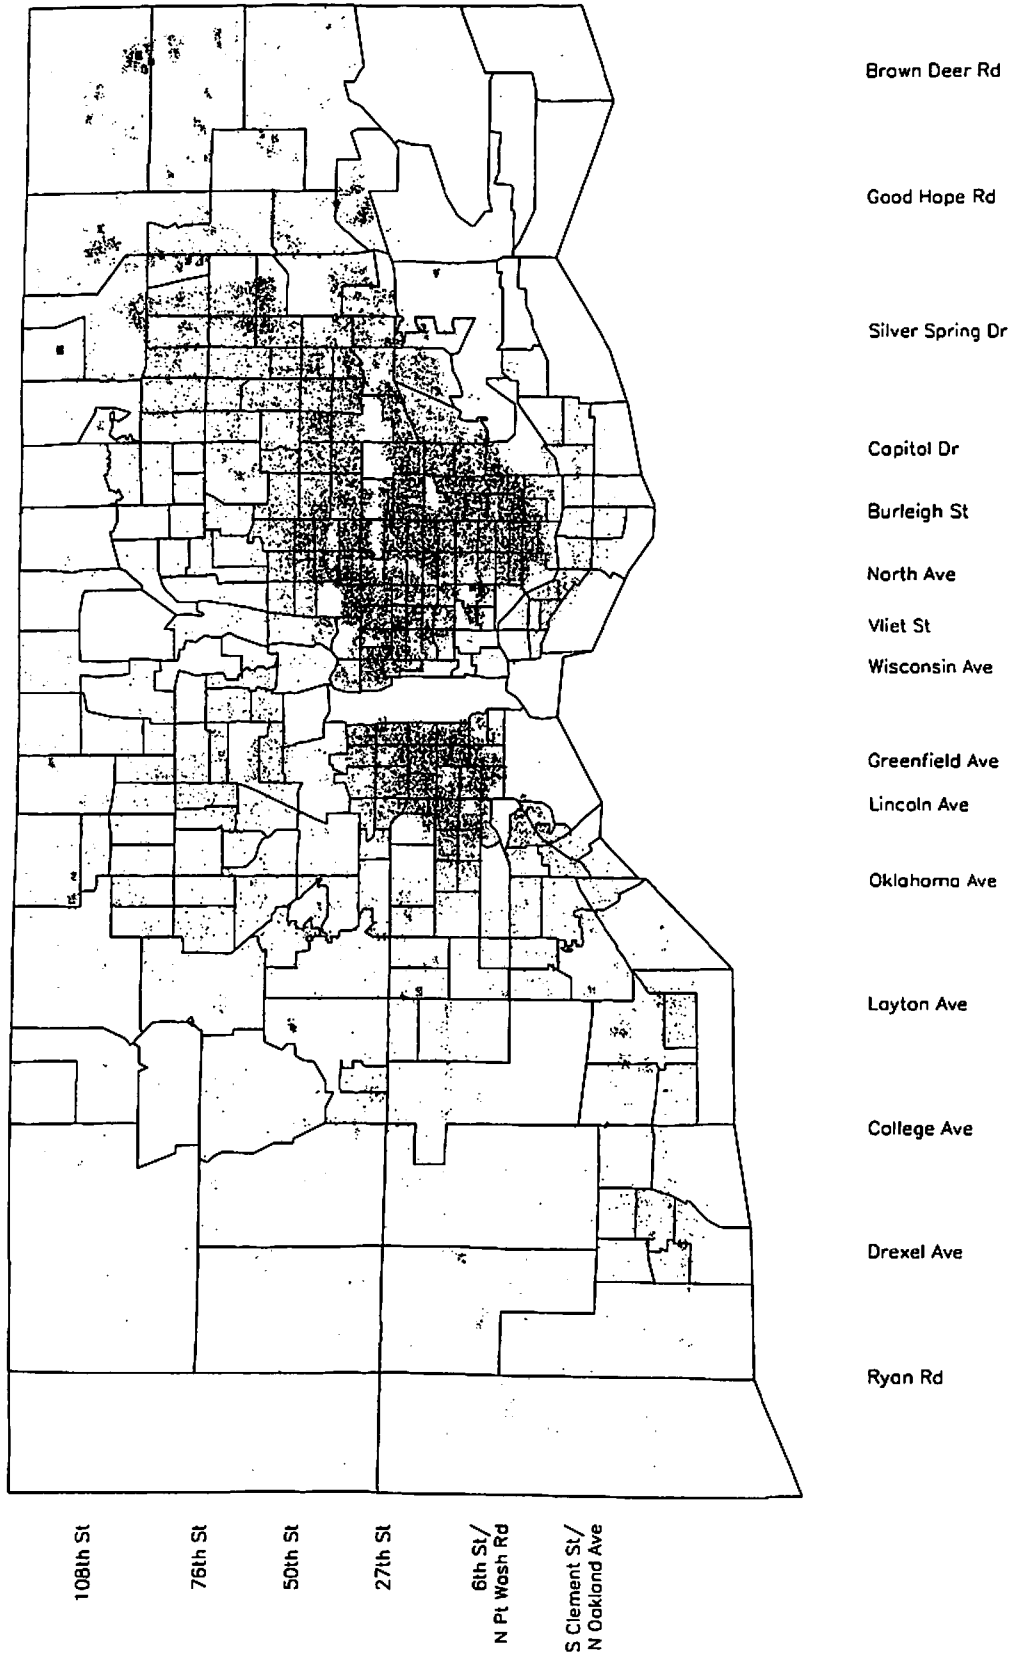 Brown Deer Rd
Good Hope Rd
Silver Spring Dr
Capitol Dr
Burleigh St
North Ave
Vliet St
Wisconsin Ave
Greenfield Ave
Lincoln Ave
Oklahoma Ave
Layton Ave
College Ave
Drexel Ave
Ryan Rd
108th St
76th St
50th St
27th St
6th St/
N Pt Wash Rd
S Clement St/
N Oakland Ave